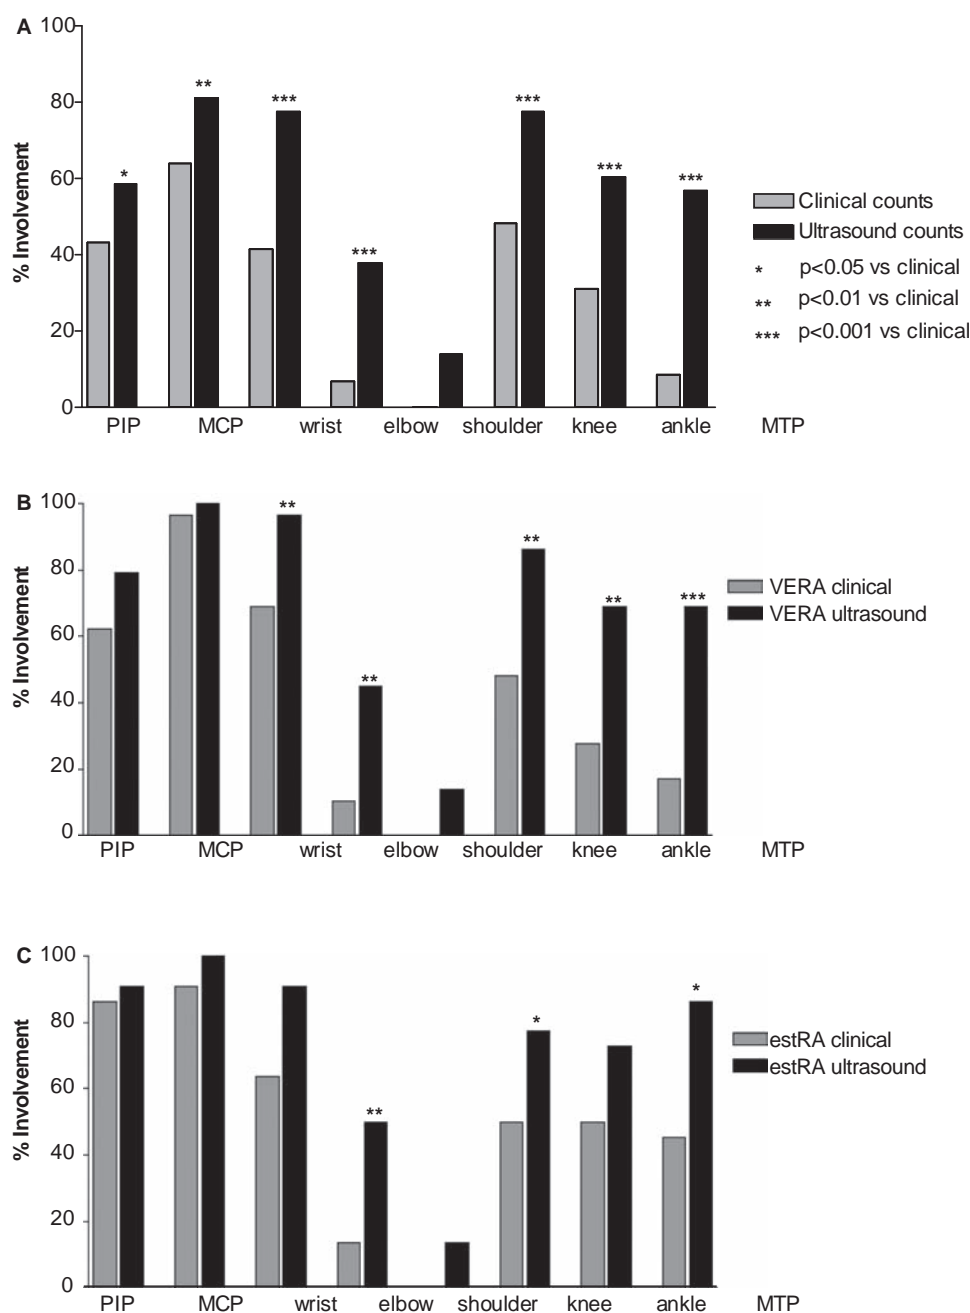 A
100
80
60
40
20
0
% Involvement
* ** *** *** *** *** ***
PIP MCP wrist elbow shoulder knee ankle MTP
Clinical counts
Ultrasound counts
* p<0.05 vs clinical
** p<0.01 vs clinical
*** p<0.001 vs clinical
B
100
80
60
40
20
0
% Involvement
** ** ** ** ***
PIP MCP wrist elbow shoulder knee ankle MTP
VERA clinical
VERA ultrasound
C
100
80
60
40
20
0
% Involvement
** * *
PIP MCP wrist elbow shoulder knee ankle MTP
estRA clinical
estRA ultrasound